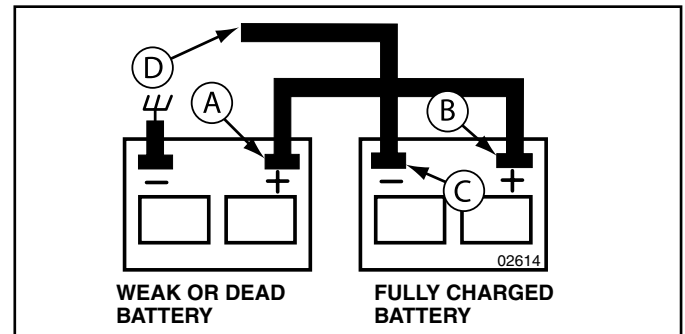 D
A
B
C
− + − +
02614
WEAK OR DEAD
BATTERY
FULLY CHARGED
BATTERY